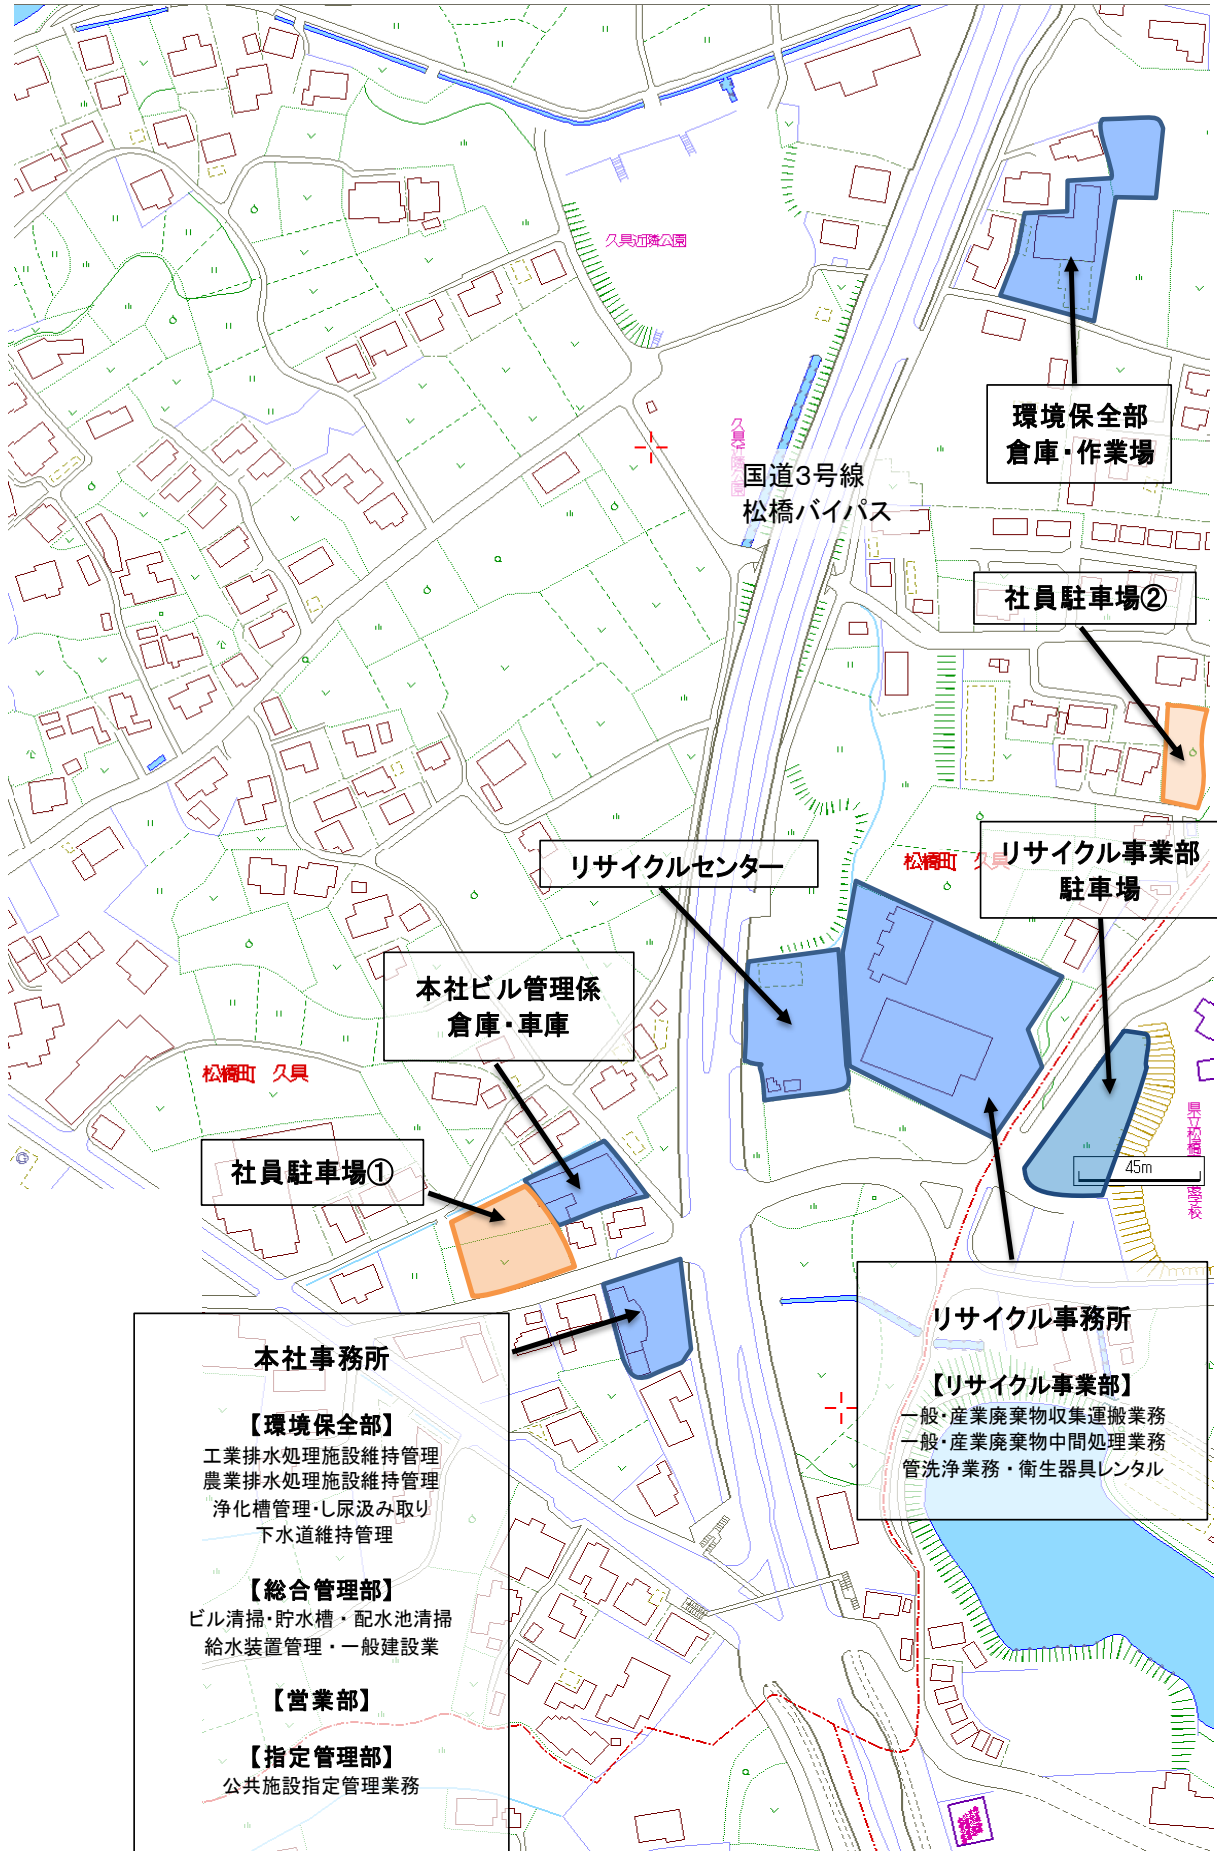 久具近隣公園
環境保全部
倉庫・作業場
久具近隣公園
国道3号線
松橋バイパス
社員駐車場②
リサイクルセンター
松橋町 久具
リサイクル事業部
駐車場
本社ビル管理係
倉庫・車庫
松橋町 久具
社員駐車場①
45m
リサイクル事務所
【リサイクル事業部】
一般・産業廃棄物収集運搬業務
一般・産業廃棄物中間処理業務
管洗浄業務・衛生器具レンタル
本社事務所
【環境保全部】
工業排水処理施設維持管理
農業排水処理施設維持管理
浄化槽管理・し尿汲み取り
下水道維持管理
【総合管理部】
ビル清掃・貯水槽・配水池清掃
給水装置管理・一般建設業
【営業部】
【指定管理部】
公共施設指定管理業務